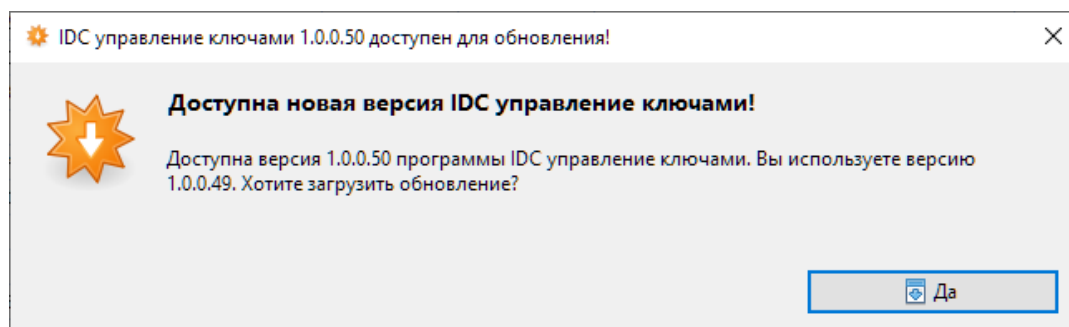 IDC управление ключами 1.0.0.50 доступен для обновления!
Доступна новая версия IDC управление ключами!
Доступна версия 1.0.0.50 программы IDC управление ключами. Вы используете версию
1.0.0.49. Хотите загрузить обновление?
Да